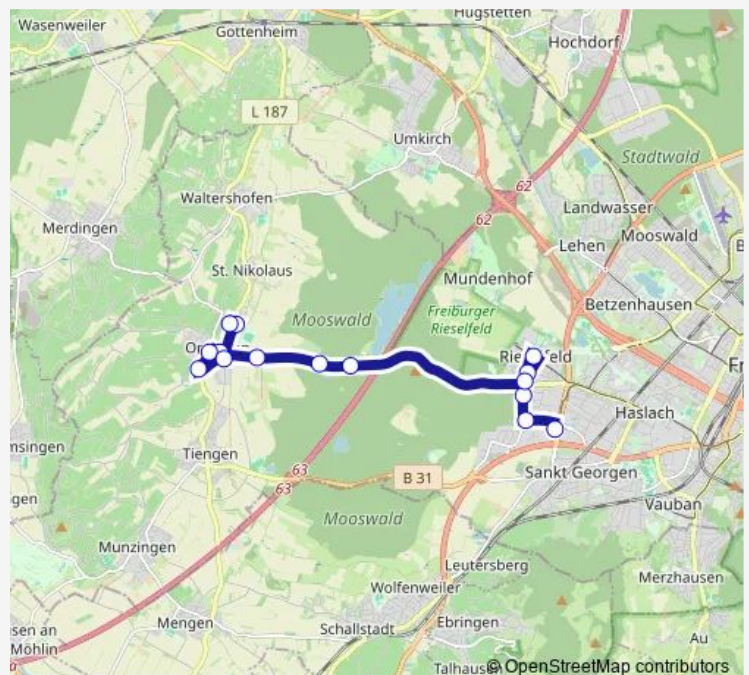 Wasenweiler
Gottenheim
Hugstetten
Hochdorf
L 187
Umkirch
Stadtwald
62
62
Waltershofen
Landwasser
Merdingen
Mooswald
Lehen
St. Nikolaus
Mundenhof
Betzenhausen
Mooswald
Freiburger
Rieselfeld
Haslach
Tiengen
63
63
B 31
Sankt Georgen
Vauban
Mooswald
Munzingen
Leutersberg
Merzhausen
Wolfenweiler
Mengen
Schallstadt
Ebringen
Au
Talhausen
© OpenStreetMap contributors